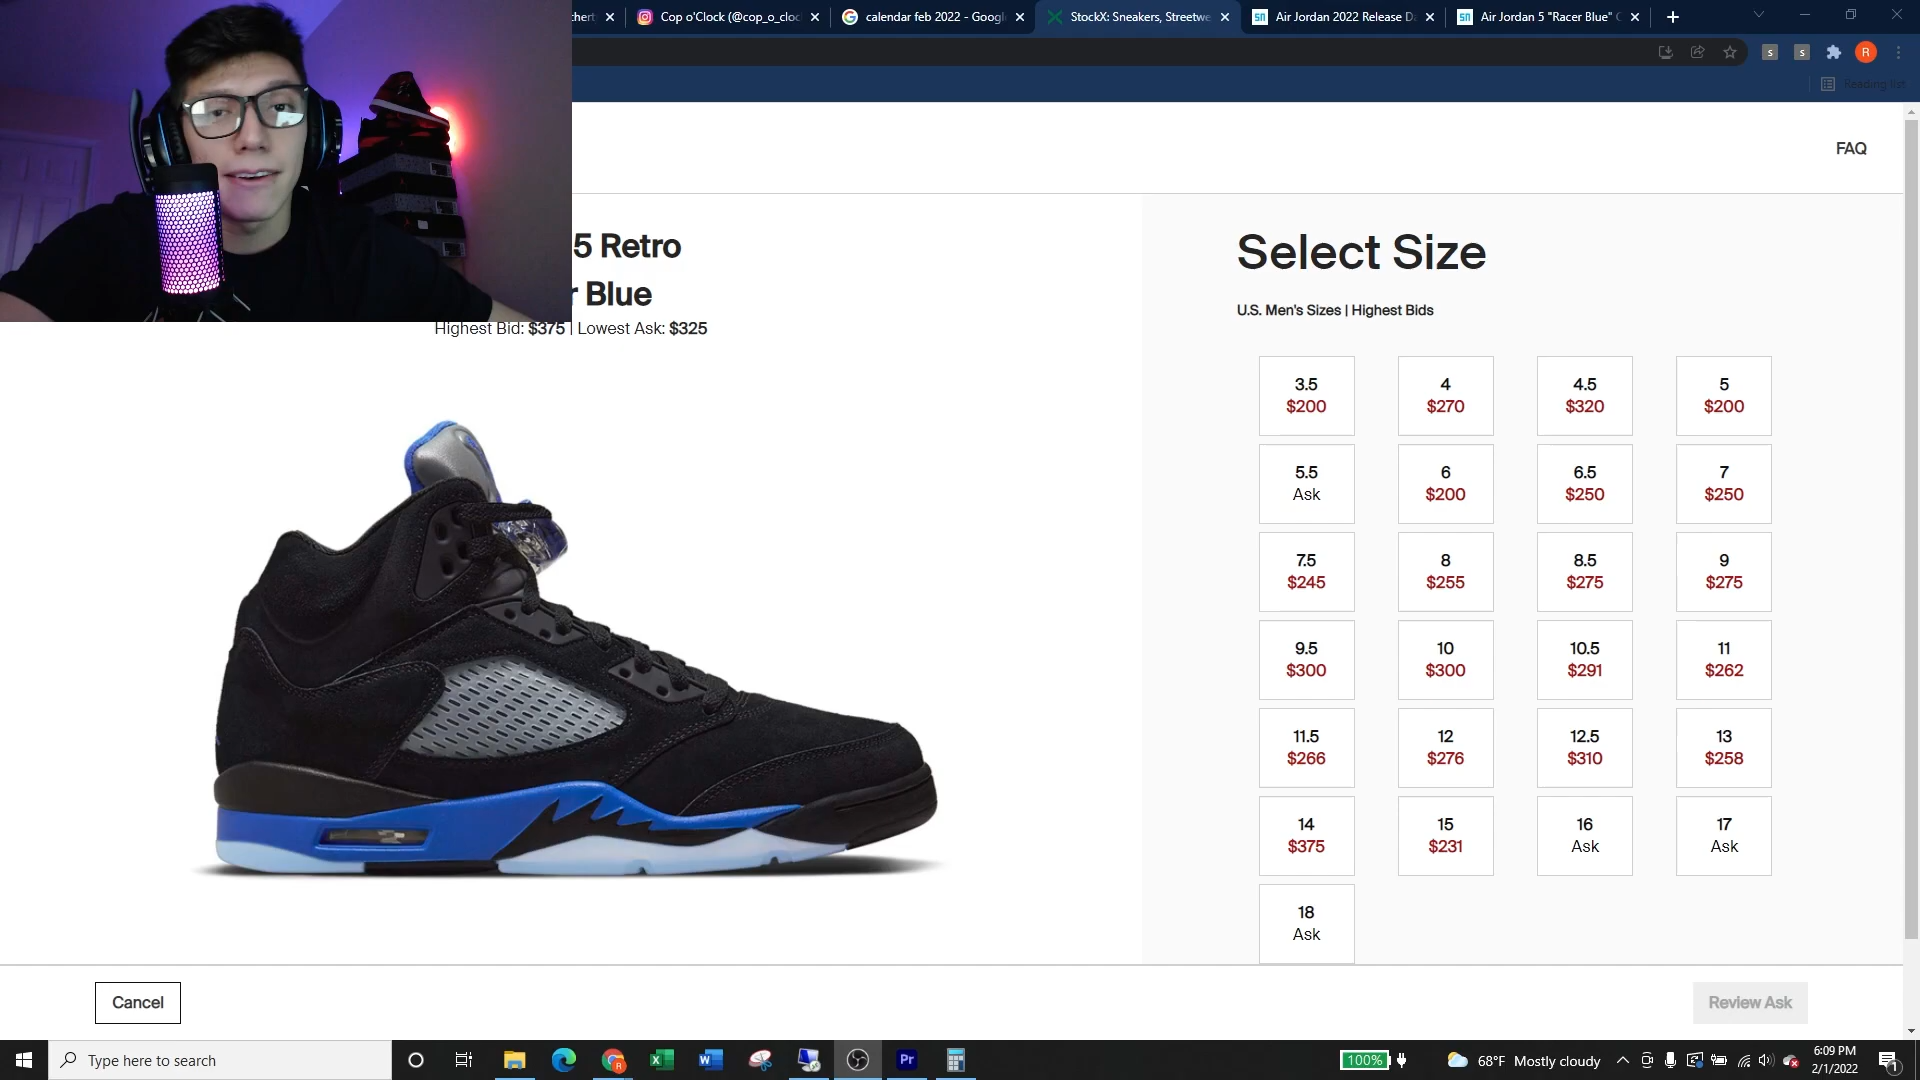 chert
Cop o'Clock (@cop_o_cloc
calendar feb 2022 - Googl
StockX: Sneakers, Streetwe
Air Jordan 2022 Release D
Air Jordan 5 "Racer Blue" C
R
Reading list
FAQ
5 Retro
r Blue
Highest Bid: $375 | Lowest Ask: $325
Select Size
U.S. Men's Sizes | Highest Bids
3.5 4 4.5 5
$200 $270 $320 $200
5.5 6 6.5 7
Ask $200 $250 $250
7.5 8 8.5 9
$245 $255 $275 $275
9.5 10 10.5 11
$300 $300 $291 $262
11.5 12 12.5 13
$266 $276 $310 $258
14 15 16 17
$375 $231 Ask Ask
18
Ask
Cancel
Review Ask
Type here to search
100%
68°F Mostly cloudy
6:09 PM
2/1/2022